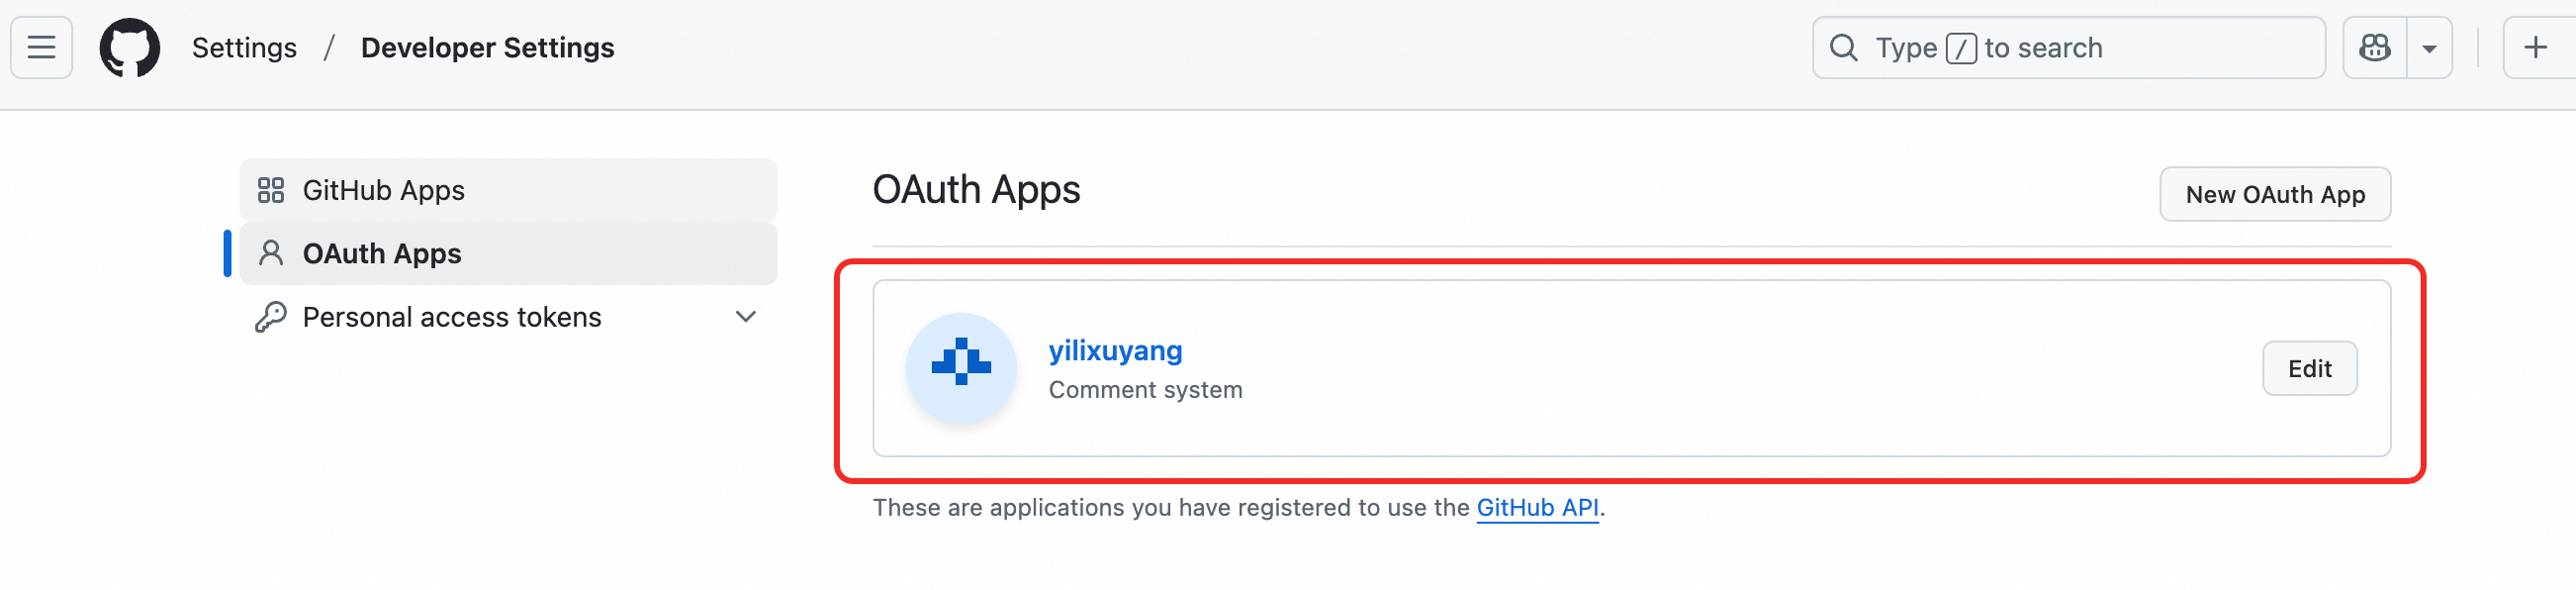 Settings / Developer Settings
Type / to search
GitHub Apps
OAuth Apps
Personal access tokens
OAuth Apps
New OAuth App
yilixuyang
Comment system
Edit
These are applications you have registered to use the GitHub API.